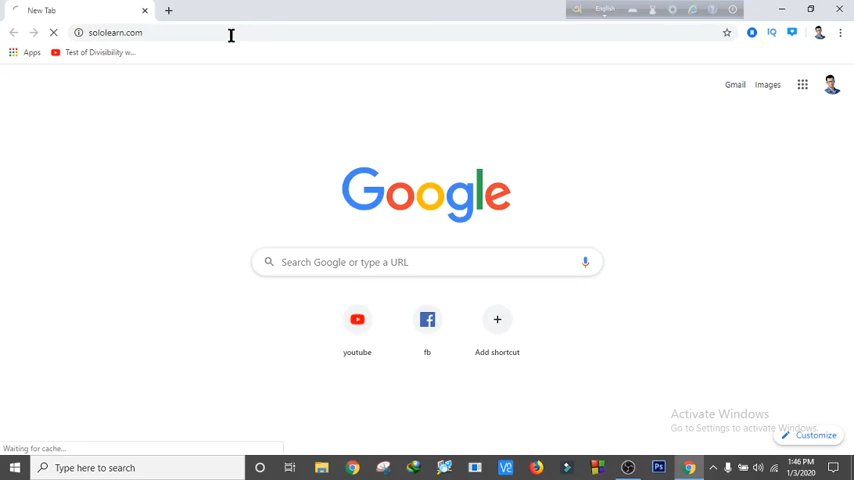 New Tab
English
sololearn.com
Apps
Test of Divisibility w...
Gmail
Images
Google
Search Google or type a URL
youtube
fb
Add shortcut
Activate Windows
Go to Settings to activate Windows.
Customize
Waiting for cache...
Type here to search
Ps
1:46 PM
1/3/2020